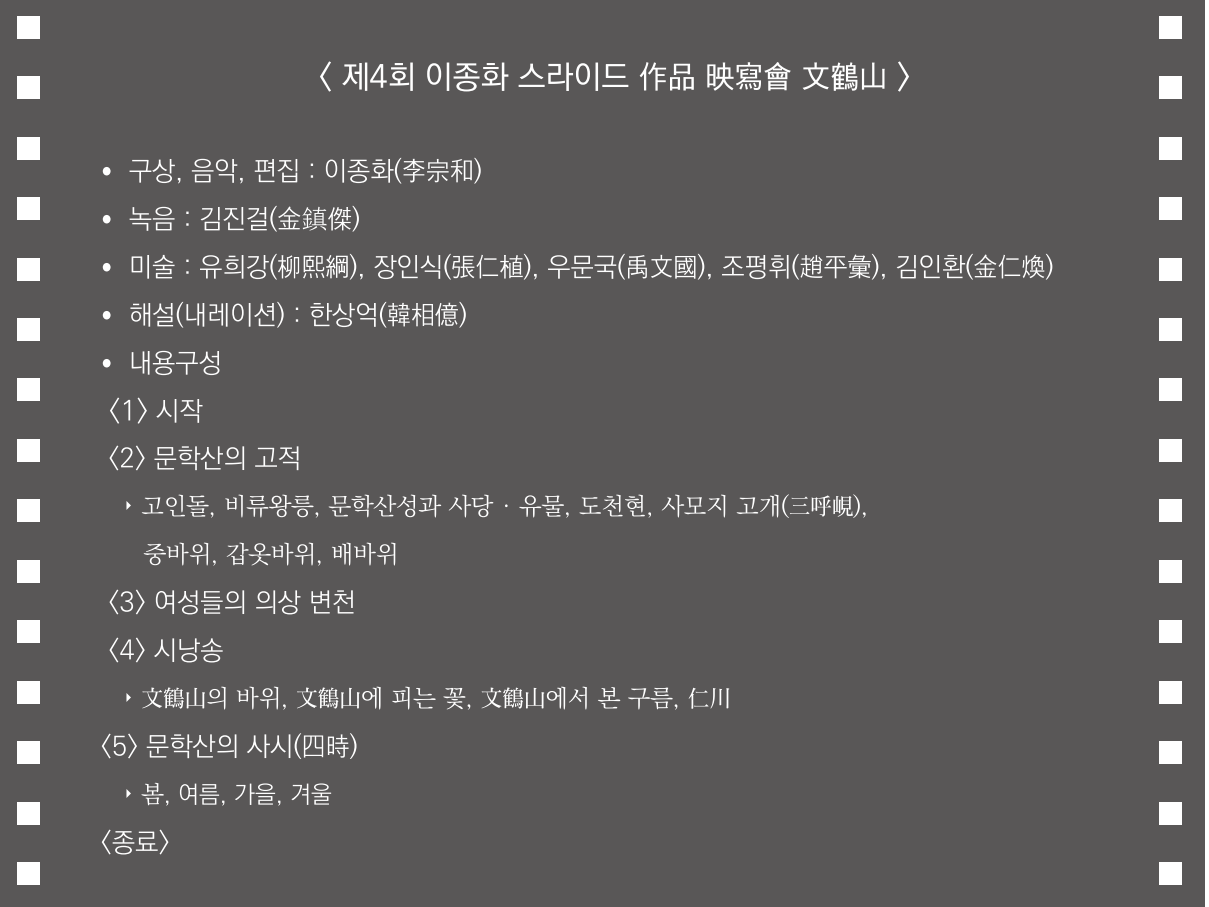 〈 제4회 이종화 스라이드 作品 映寫會 文鶴山 〉
• 구상, 음악, 편집 : 이종화(李宗和)
• 녹음 : 김진걸(金鎮傑)
• 미술 : 유희강(柳熙綱), 장인식(張仁植), 우문국(禹文國), 조평휘(趙平彙), 김인환(金仁煥)
• 해설(내레이션) : 한상억(韓相億)
• 내용구성
〈1〉 시작
〈2〉 문학산의 고적
‣ 고인돌, 비류왕릉, 문학산성과 사당 · 유물, 도천현, 사모지 고개(三呼峴),
중바위, 갑옷바위, 배바위
〈3〉 여성들의 의상 변천
〈4〉 시낭송
‣ 文鶴山의 바위, 文鶴山에 피는 꽃, 文鶴山에서 본 구름, 仁川
〈5〉 문학산의 사시(四時)
‣ 봄, 여름, 가을, 겨울
〈종료〉